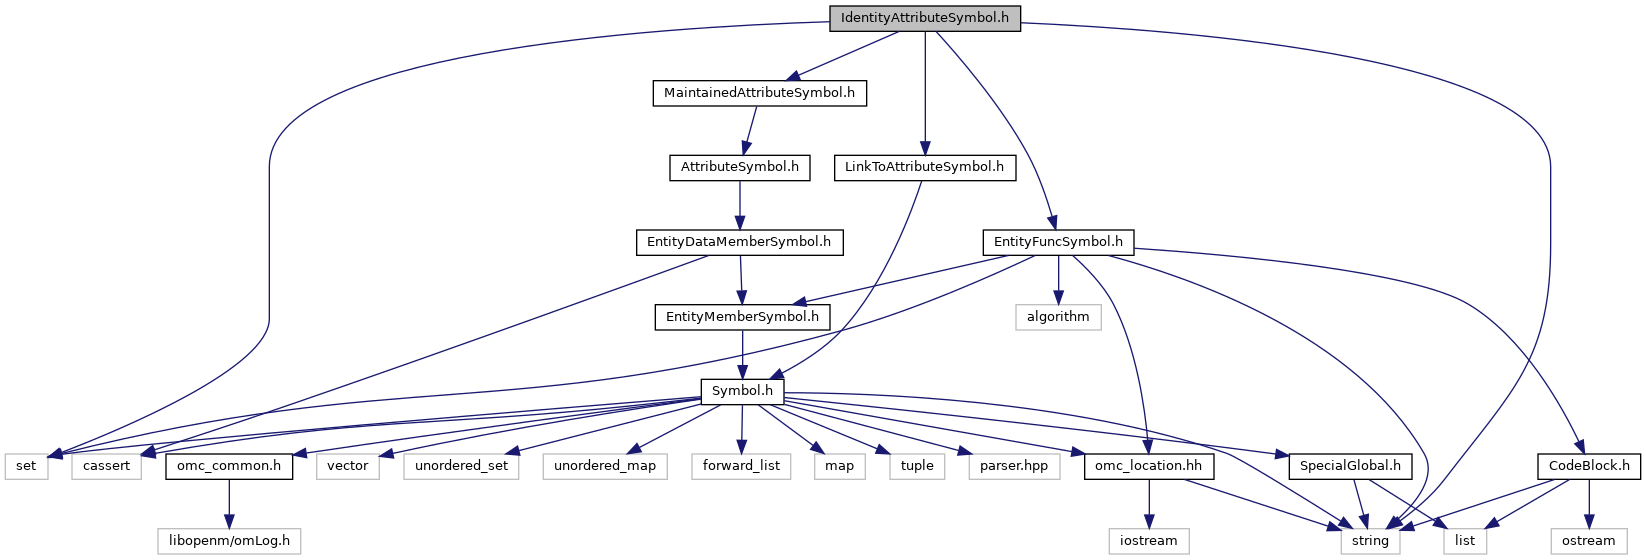 IdentityAttributeSymbol.h
MaintainedAttributeSymbol.h
AttributeSymbol.h
LinkToAttributeSymbol.h
EntityDataMemberSymbol.h
EntityFuncSymbol.h
EntityMemberSymbol.h
algorithm
Symbol.h
set
cassert
omc_common.h
vector
unordered_set
unordered_map
forward_list
map
tuple
parser.hpp
omc_location.hh
SpecialGlobal.h
CodeBlock.h
libopenm/omLog.h
iostream
string
list
ostream